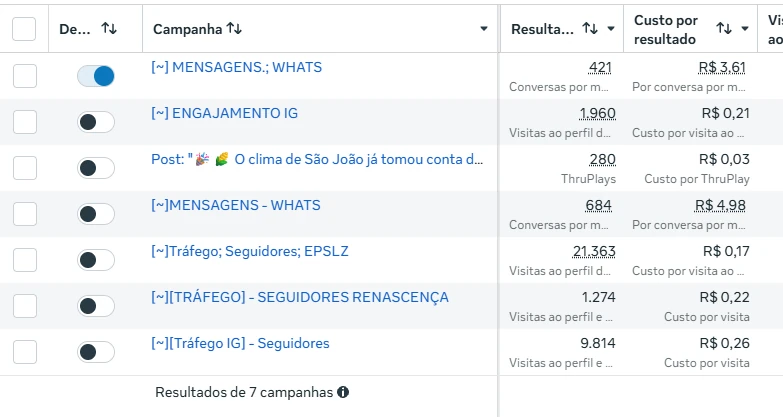 De... Campanha Resulta... Custo por resultado Vis ao
[~] MENSAGENS.; WHATS 421 R$ 3,61
Conversas por m... Por conversa por m...
[~] ENGAJAMENTO IG 1.960 R$ 0,21
Visitas ao perfil d... Custo por visita ao ...
Post: "🎉 🌽 O clima de São João já tomou conta d... 280 R$ 0,03
ThruPlays Custo por ThruPlay
[~]MENSAGENS - WHATS 684 R$ 4,98
Conversas por m... Por conversa por m...
[~]Tráfego; Seguidores; EPSLZ 21.363 R$ 0,17
Visitas ao perfil d... Custo por visita ao ...
[~][TRÁFEGO] - SEGUIDORES RENASCENÇA 1.274 R$ 0,22
Visitas ao perfil e ... Custo por visita
[~][Tráfego IG] - Seguidores 9.814 R$ 0,26
Visitas ao perfil e ... Custo por visita
Resultados de 7 campanhas